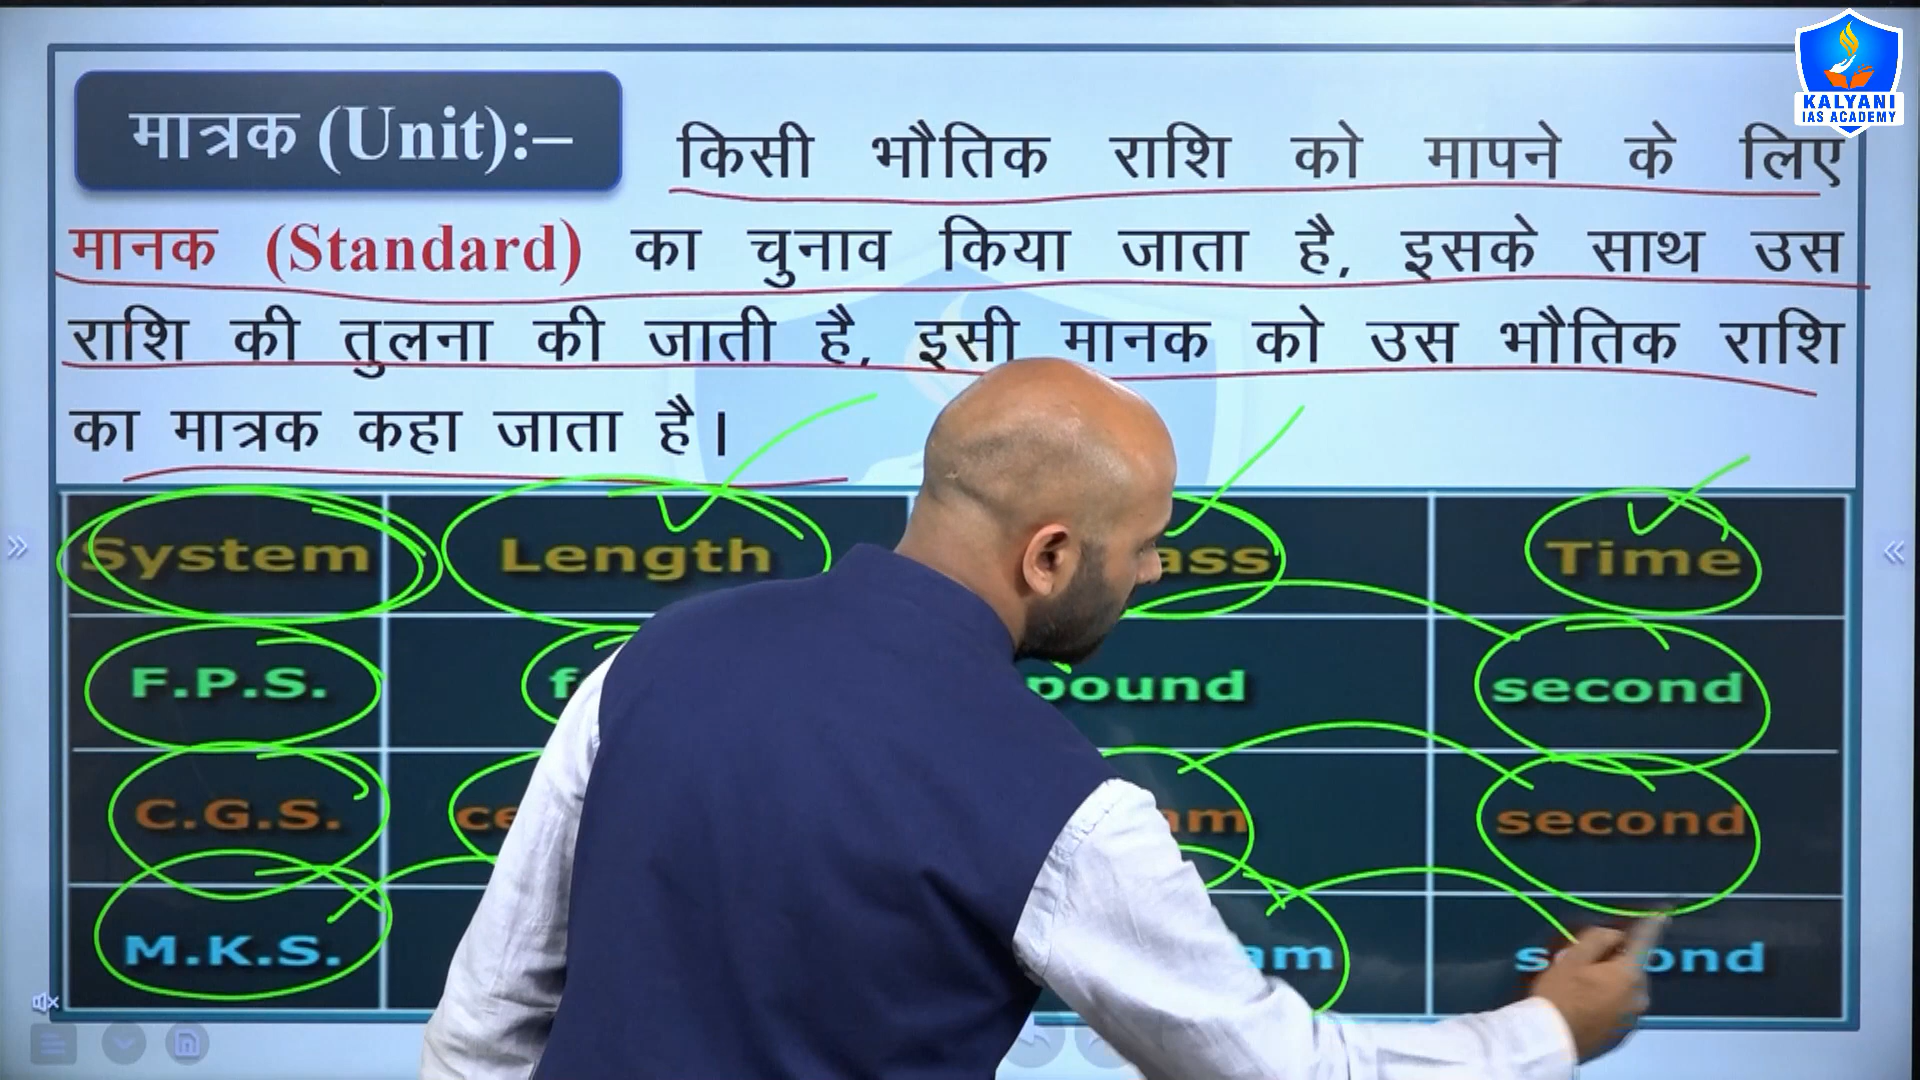 KALYANI
IAS ACADEMY
मात्रक (Unit):–
किसी भौतिक राशि को मापने के लिए
मानक (Standard) का चुनाव किया जाता है, इसके साथ उस
राशि की तुलना की जाती है, इसी मानक को उस भौतिक राशि
का मात्रक कहा जाता है।
System Length Time
F.P.S. pound second
C.G.S. second
M.K.S. second